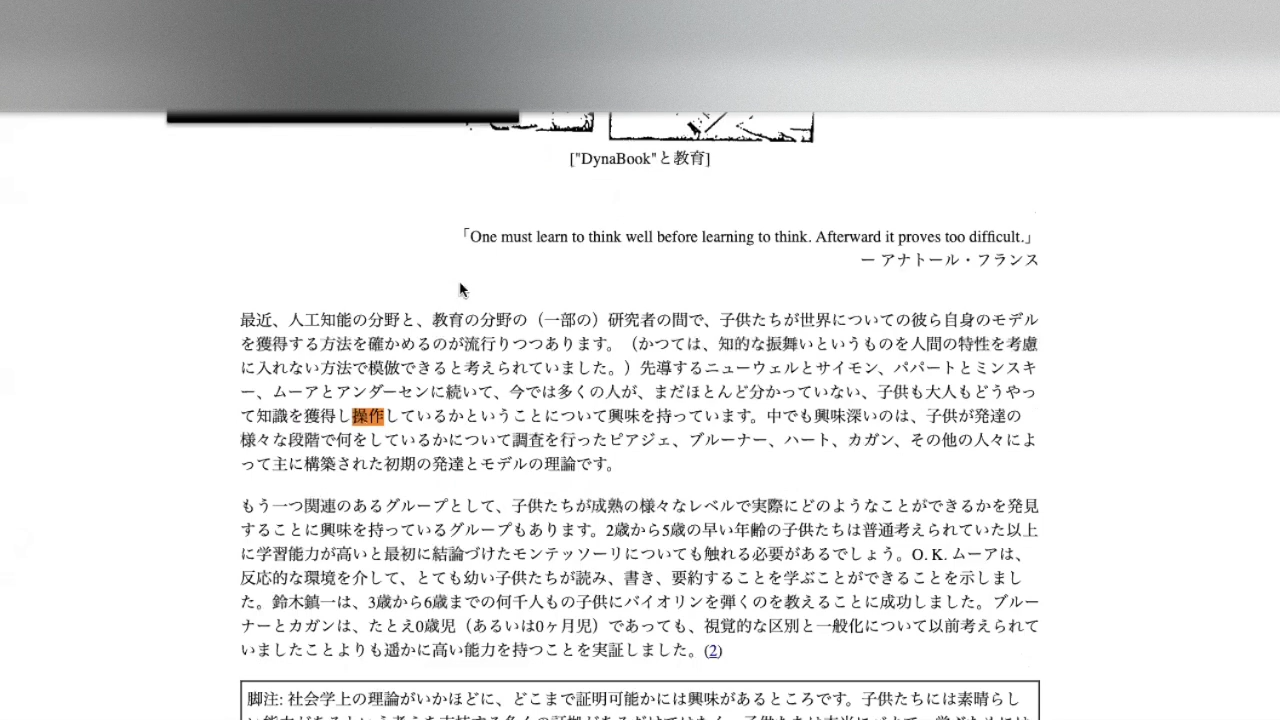 ["DynaBook"と教育]
「One must learn to think well before learning to think. Afterward it proves too difficult.」
ー アナトール・フランス
最近、人工知能の分野と、教育の分野の（一部の）研究者の間で、子供たちが世界についての彼ら自身のモデル
を獲得する方法を確かめるのが流行りつつあります。（かつては、知的な振舞いというものを人間の特性を考慮
に入れない方法で模倣できると考えられていました。）先導するニューウェルとサイモン、パパートとミンスキ
ー、ムーアとアンダーセンに続いて、今では多くの人が、まだほとんど分かっていない、子供も大人もどうやっ
て知識を獲得し操作しているかということについて興味を持っています。中でも興味深いのは、子供が発達の
様々な段階で何をしているかについて調査を行ったピアジェ、ブルーナー、ハート、カガン、その他の人々によ
って主に構築された初期の発達とモデルの理論です。
もう一つ関連のあるグループとして、子供たちが成熟の様々なレベルで実際にどのようなことができるかを発見
することに興味を持っているグループもあります。2歳から5歳の早い年齢の子供たちは普通考えられていた以上
に学習能力が高いと最初に結論づけたモンテッソーリについても触れる必要があるでしょう。O. K. ムーアは、
反応的な環境を介して、とても幼い子供たちが読み、書き、要約することを学ぶことができることを示しまし
た。鈴木鎮一は、3歳から6歳までの何千人もの子供にバイオリンを弾くのを教えることに成功しました。ブルー
ナーとカガンは、たとえ0歳児（あるいは0ヶ月児）であっても、視覚的な区別と一般化について以前考えられて
いましたことよりも遥かに高い能力を持つことを実証しました。(2)
脚注: 社会学上の理論がいかほどに、どこまで証明可能かには興味があるところです。子供たちには素晴らし